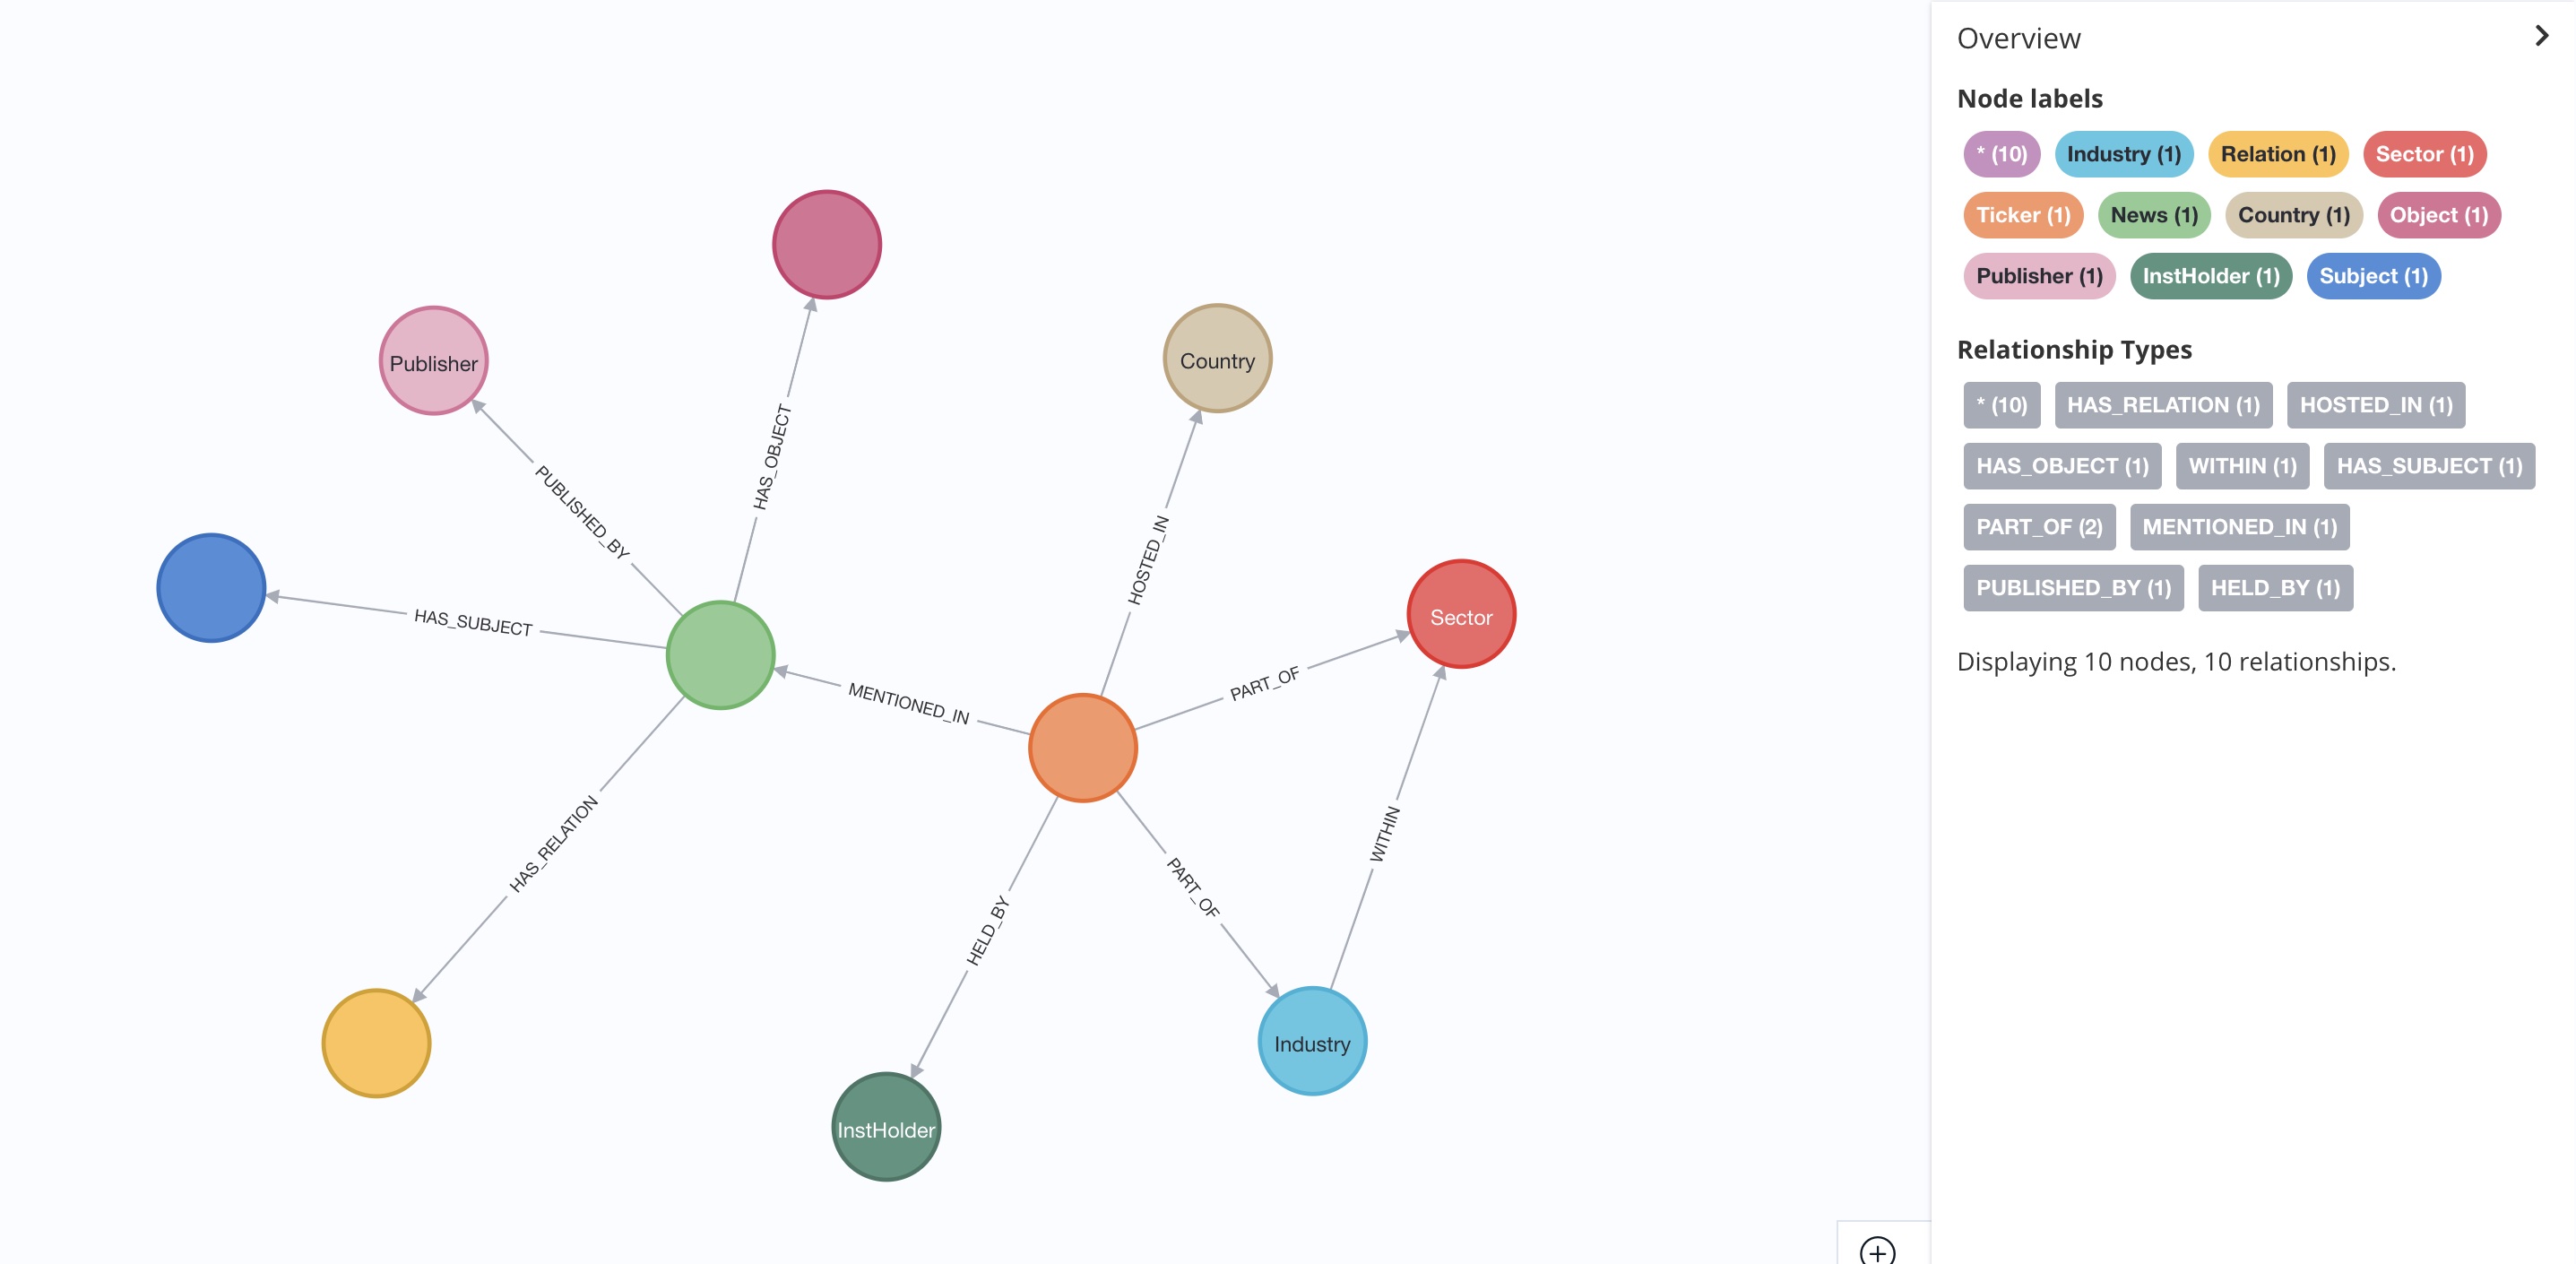 Overview
Node labels
* (10) Industry (1) Relation (1) Sector (1)
Ticker (1) News (1) Country (1) Object (1)
Publisher (1) InstHolder (1) Subject (1)
Relationship Types
* (10) HAS_RELATION (1) HOSTED_IN (1)
HAS_OBJECT (1) WITHIN (1) HAS_SUBJECT (1)
PART_OF (2) MENTIONED_IN (1)
PUBLISHED_BY (1) HELD_BY (1)
Displaying 10 nodes, 10 relationships.
Publisher
Country
HAS_OBJECT
PUBLISHED_BY
HOSTED_IN
HAS_SUBJECT
Sector
PART_OF
MENTIONED_IN
WITHIN
HAS_RELATION
PART_OF
HELD_BY
Industry
InstHolder